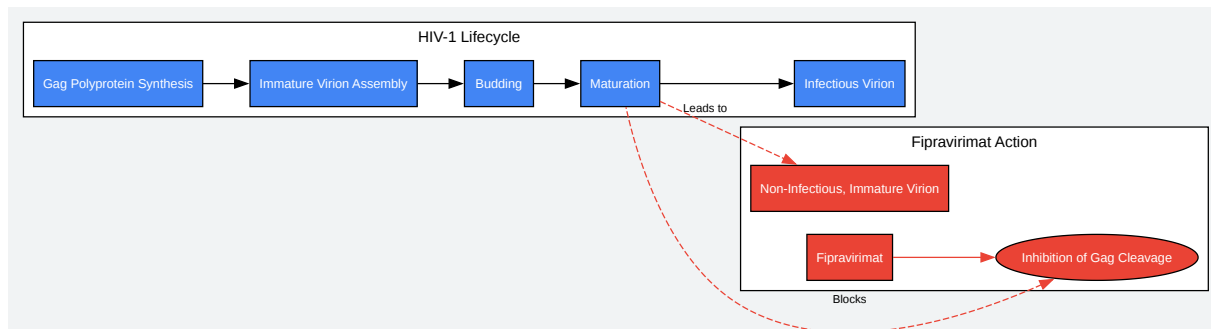 HIV-1 Lifecycle
Gag Polyprotein Synthesis
Immature Virion Assembly
Budding
Maturation
Infectious Virion
Leads to
Fipravirimat Action
Non-Infectious, Immature Virion
Fipravirimat
Inhibition of Gag Cleavage
Blocks